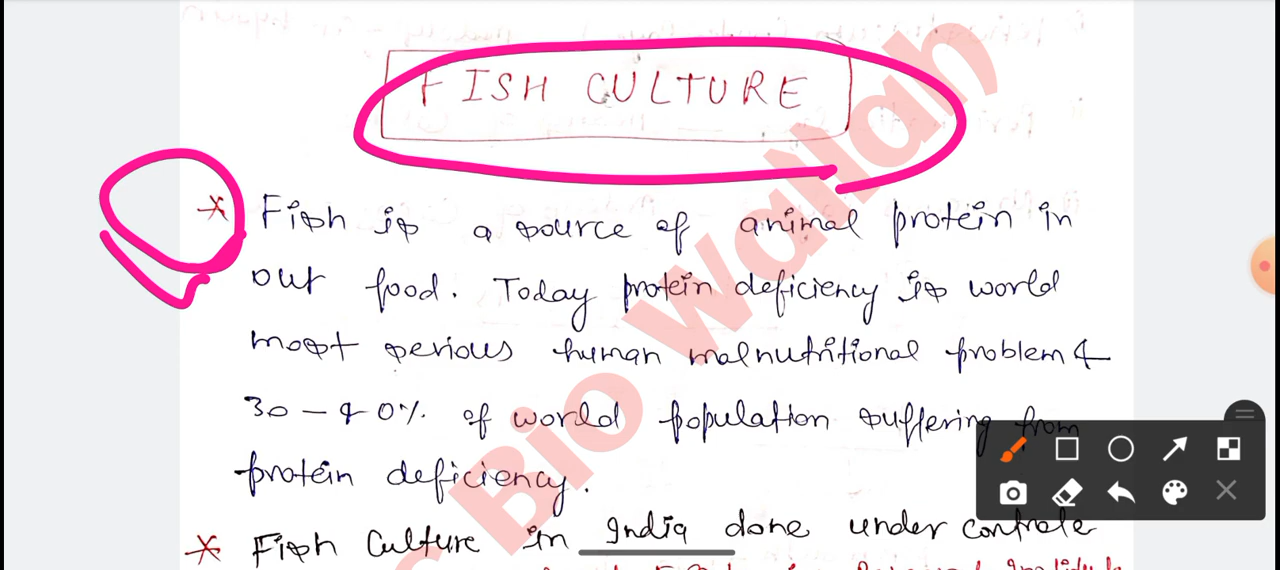 FISH CULTURE
* Fish is a source of animal protein in
our food. Today protein deficiency is world
most serious human malnutritional problem &
30 - 40% of world population suffering from
protein deficiency.
* Fish Culture in India done under controle
Bio Wallah